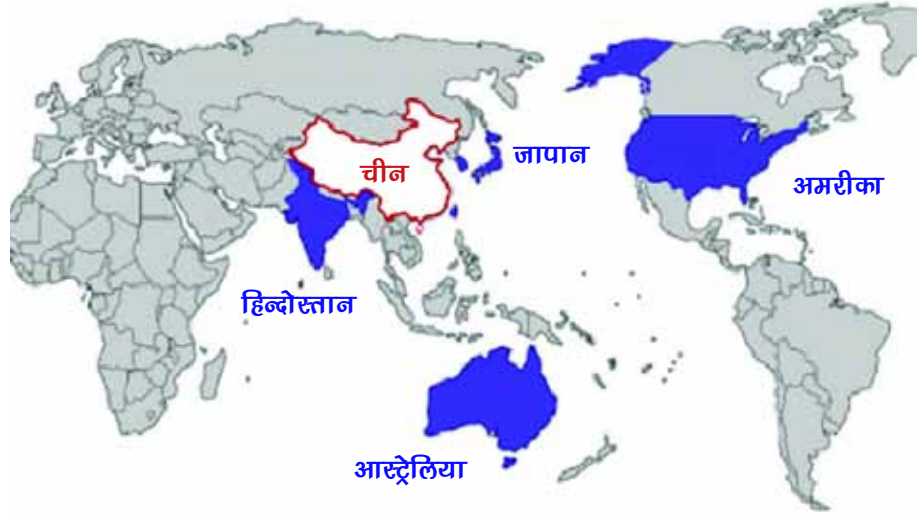 चीन
जापान
अमरीका
हिन्दोस्तान
आस्ट्रेलिया